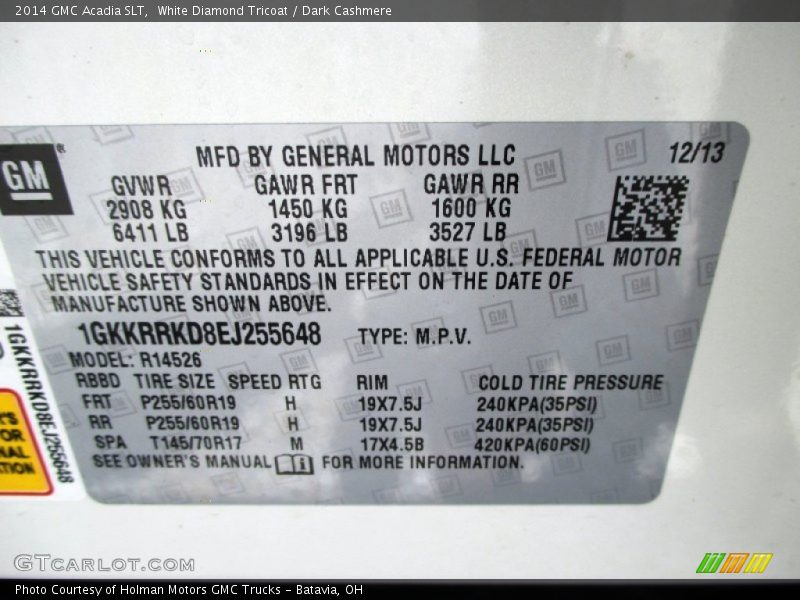 2014 GMC Acadia SLT,  White Diamond Tricoat / Dark Cashmere
GM®
MFD BY GENERAL MOTORS LLC 12/13
GVWR GAWR FRT GAWR RR
2908 KG 1450 KG 1600 KG
6411 LB 3196 LB 3527 LB
THIS VEHICLE CONFORMS TO ALL APPLICABLE U.S. FEDERAL MOTOR
VEHICLE SAFETY STANDARDS IN EFFECT ON THE DATE OF
MANUFACTURE SHOWN ABOVE.
1GKKRRKD8EJ255648 TYPE: M.P.V.
MODEL: R14526
RBBD TIRE SIZE SPEED RTG RIM COLD TIRE PRESSURE
FRT P255/60R19 H 19X7.5J 240KPA(35PSI)
RR P255/60R19 H 19X7.5J 240KPA(35PSI)
SPA T145/70R17 M 17X4.5B 420KPA(60PSI)
SEE OWNER'S MANUAL FOR MORE INFORMATION.
1GKKRRKD8EJ255648
GTCARLOT.COM
Photo Courtesy of Holman Motors GMC Trucks - Batavia, OH